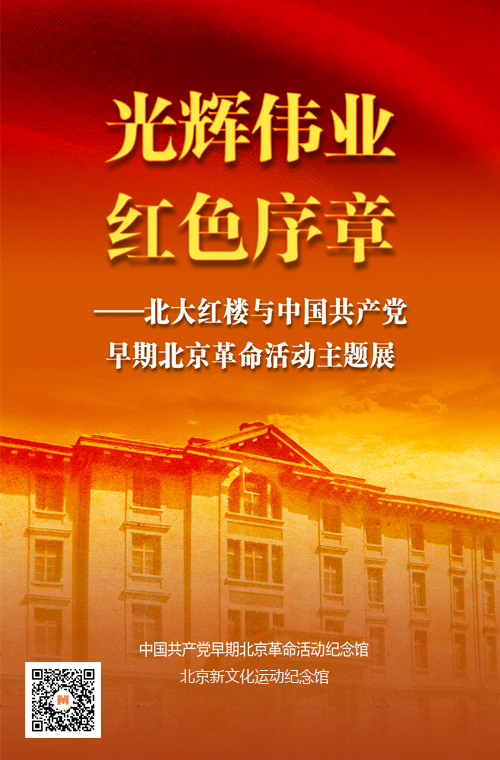 光辉伟业
红色序章
——北大红楼与中国共产党
早期北京革命活动主题展
中国共产党早期北京革命活动纪念馆
北京新文化运动纪念馆
M